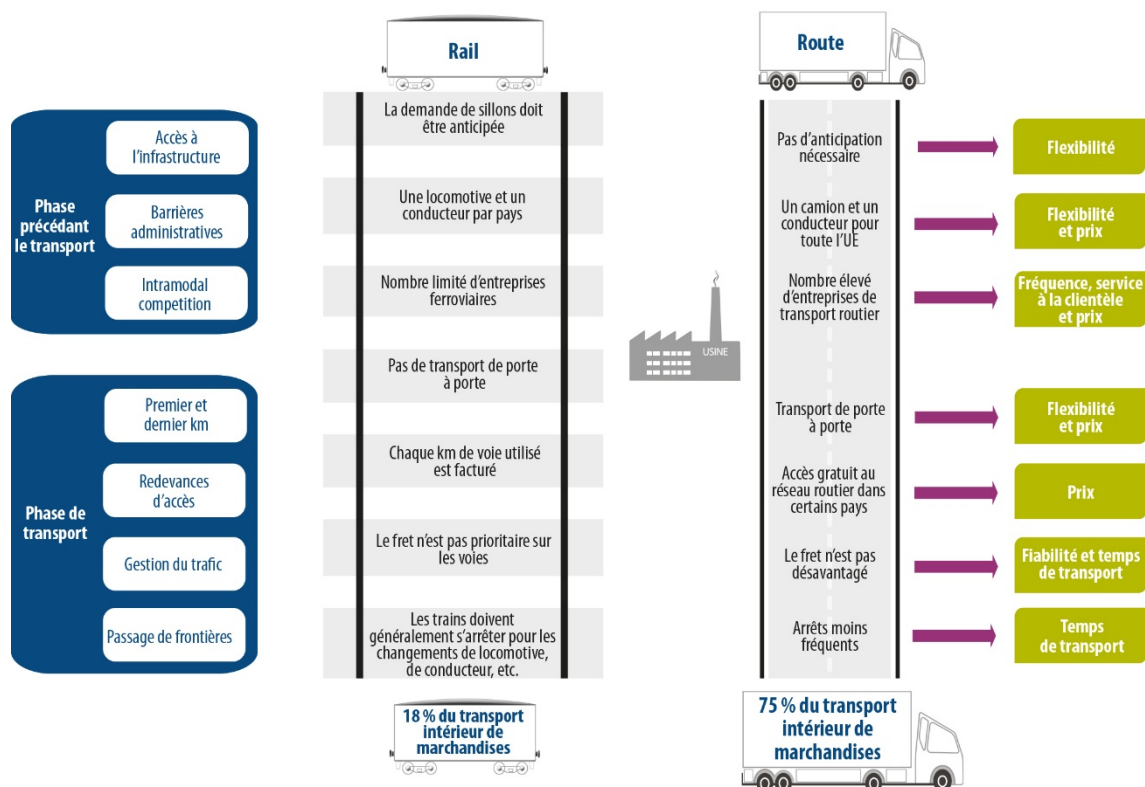 Rail
Route
Phase
précédant
le transport
Accès à
l’infrastructure
La demande de sillons doit
être anticipée
Pas d’anticipation
nécessaire
Flexibilité
Barrières
administratives
Une locomotive et un
conducteur par pays
Un camion et un
conducteur pour
toute l’UE
Flexibilité
et prix
Intramodal
competition
Nombre limité d’entreprises
ferroviaires
Nombre élevé
d’entreprises de
transport routier
Fréquence, service
à la clientèle
et prix
USINE
Phase de
transport
Premier et
dernier km
Pas de transport de porte
à porte
Transport de porte
à porte
Flexibilité
et prix
Redevances
d’accès
Chaque km de voie utilisé
est facturé
Accès gratuit au
réseau routier dans
certains pays
Prix
Gestion du trafic
Le fret n’est pas prioritaire sur
les voies
Le fret n’est pas
désavantagé
Fiabilité et temps
de transport
Passage de frontières
Les trains doivent
généralement s’arrêter pour les
changements de locomotive,
de conducteur, etc.
Arrêts moins
fréquents
Temps
de transport
18 % du transport
intérieur de
marchandises
75 % du transport
intérieur de
marchandises